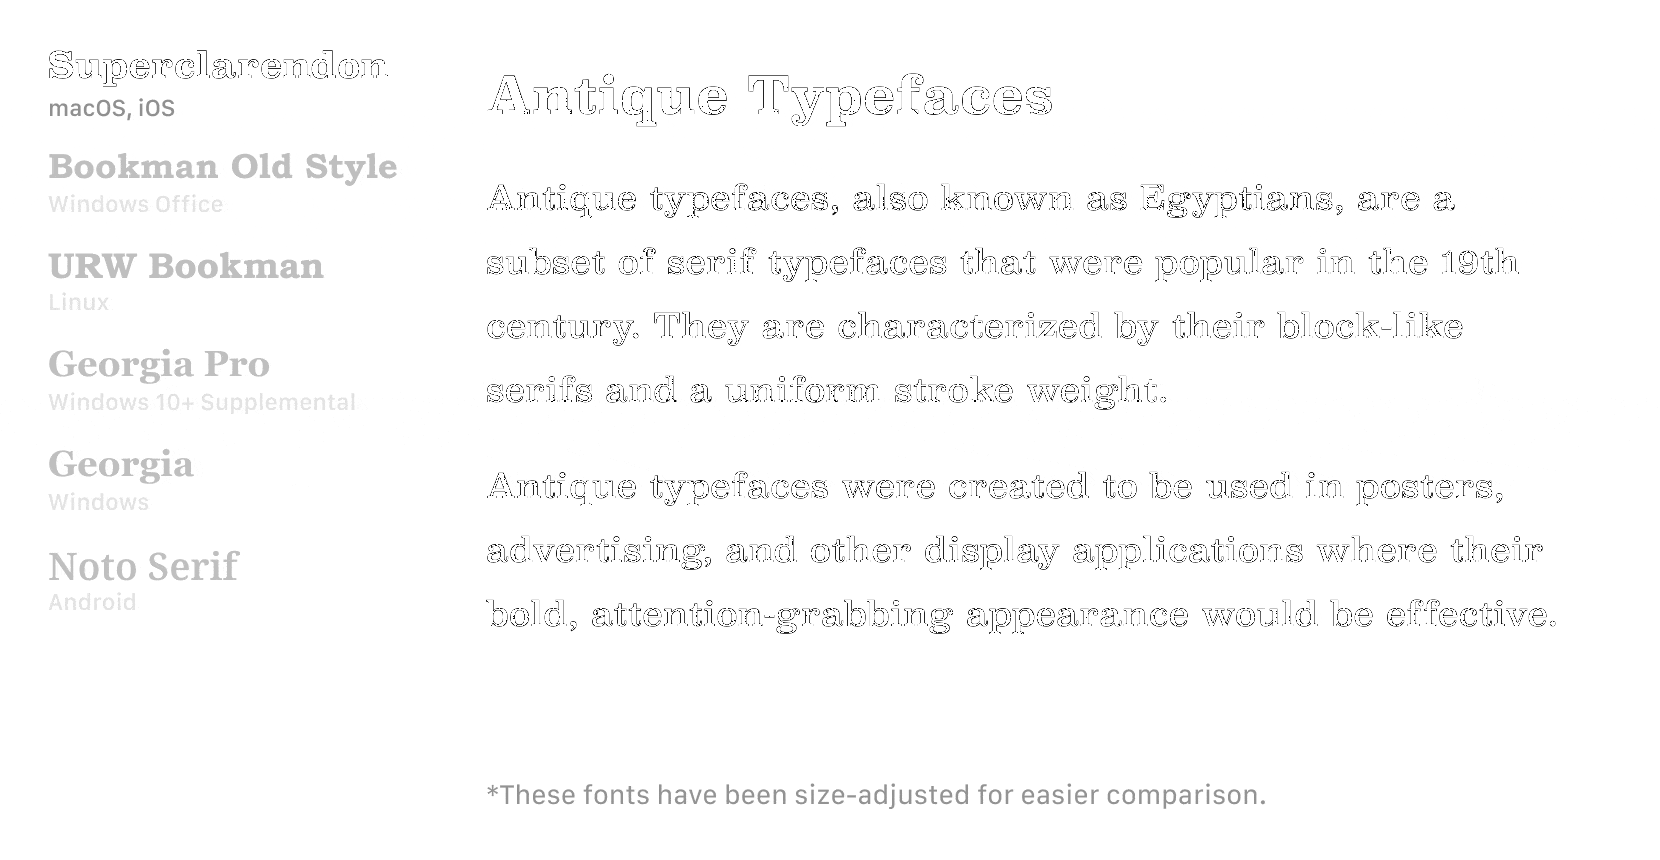 Superclarendon
macOS, iOS
Bookman Old Style
Windows Office
URW Bookman
Linux
Georgia Pro
Windows 10+ Supplemental
Georgia
Windows
Noto Serif
Android
Antique Typefaces
Antique typefaces, also known as Egyptians, are a
subset of serif typefaces that were popular in the 19th
century. They are characterized by their block-like
serifs and a uniform stroke weight.
Antique typefaces were created to be used in posters,
advertising, and other display applications where their
bold, attention-grabbing appearance would be effective.
*These fonts have been size-adjusted for easier comparison.